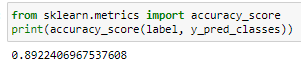 from sklearn.metrics import accuracy_score
print(accuracy_score(label, y_pred_classes))
0.8922406967537608